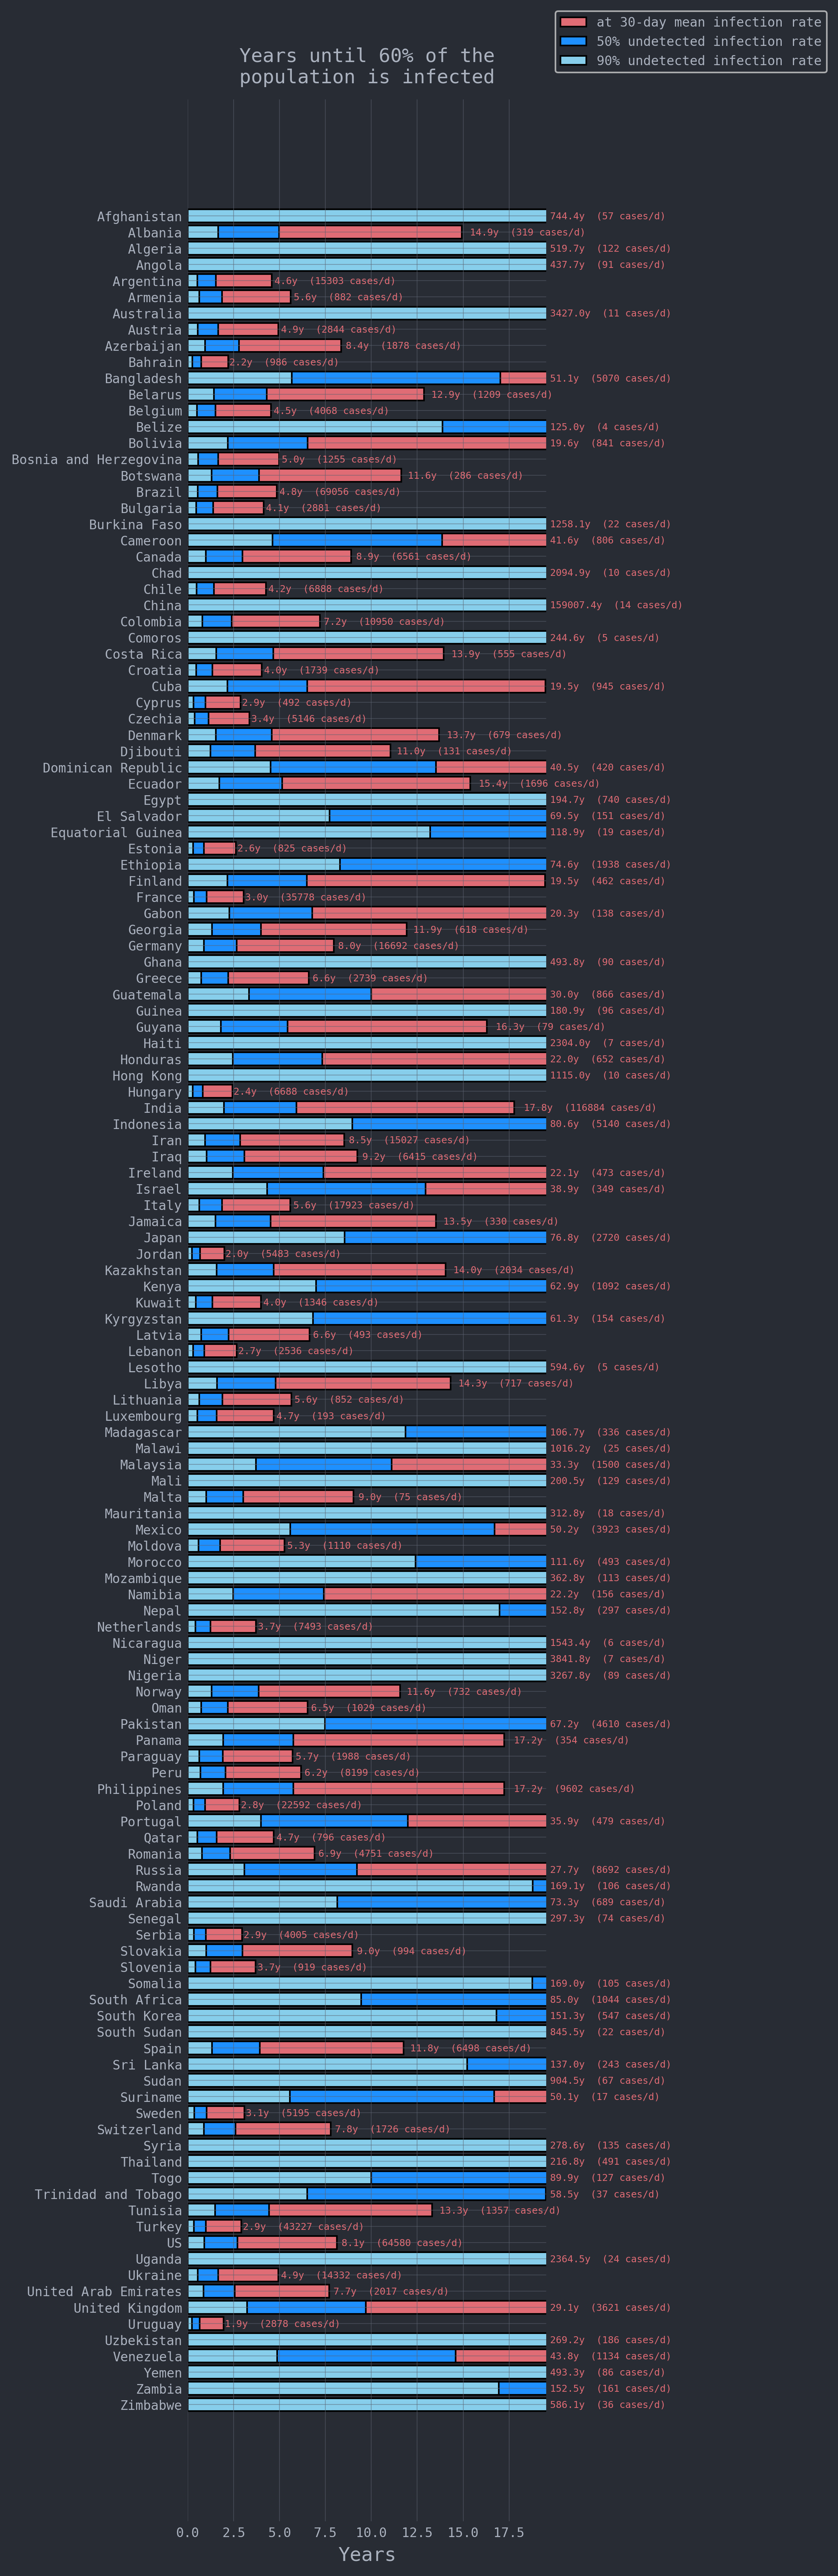 at 30-day mean infection rate
50% undetected infection rate
90% undetected infection rate
Years until 60% of the
population is infected
Afghanistan 744.4y (57 cases/d)
Albania 14.9y (319 cases/d)
Algeria 519.7y (122 cases/d)
Angola 437.7y (91 cases/d)
Argentina 4.6y (15303 cases/d)
Armenia 5.6y (882 cases/d)
Australia 3427.0y (11 cases/d)
Austria 4.9y (2844 cases/d)
Azerbaijan 8.4y (1878 cases/d)
Bahrain 2.2y (986 cases/d)
Bangladesh 51.1y (5070 cases/d)
Belarus 12.9y (1209 cases/d)
Belgium 4.5y (4068 cases/d)
Belize 125.0y (4 cases/d)
Bolivia 19.6y (841 cases/d)
Bosnia and Herzegovina 5.0y (1255 cases/d)
Botswana 11.6y (286 cases/d)
Brazil 4.8y (69056 cases/d)
Bulgaria 4.1y (2881 cases/d)
Burkina Faso 1258.1y (22 cases/d)
Cameroon 41.6y (806 cases/d)
Canada 8.9y (6561 cases/d)
Chad 2094.9y (10 cases/d)
Chile 4.2y (6888 cases/d)
China 159007.4y (14 cases/d)
Colombia 7.2y (10950 cases/d)
Comoros 244.6y (5 cases/d)
Costa Rica 13.9y (555 cases/d)
Croatia 4.0y (1739 cases/d)
Cuba 19.5y (945 cases/d)
Cyprus 2.9y (492 cases/d)
Czechia 3.4y (5146 cases/d)
Denmark 13.7y (679 cases/d)
Djibouti 11.0y (131 cases/d)
Dominican Republic 40.5y (420 cases/d)
Ecuador 15.4y (1696 cases/d)
Egypt 194.7y (740 cases/d)
El Salvador 69.5y (151 cases/d)
Equatorial Guinea 118.9y (19 cases/d)
Estonia 2.6y (825 cases/d)
Ethiopia 74.6y (1938 cases/d)
Finland 19.5y (462 cases/d)
France 3.0y (35778 cases/d)
Gabon 20.3y (138 cases/d)
Georgia 11.9y (618 cases/d)
Germany 8.0y (16692 cases/d)
Ghana 493.8y (90 cases/d)
Greece 6.6y (2739 cases/d)
Guatemala 30.0y (866 cases/d)
Guinea 180.9y (96 cases/d)
Guyana 16.3y (79 cases/d)
Haiti 2304.0y (7 cases/d)
Honduras 22.0y (652 cases/d)
Hong Kong 1115.0y (10 cases/d)
Hungary 2.4y (6688 cases/d)
India 17.8y (116884 cases/d)
Indonesia 80.6y (5140 cases/d)
Iran 8.5y (15027 cases/d)
Iraq 9.2y (6415 cases/d)
Ireland 22.1y (473 cases/d)
Israel 38.9y (349 cases/d)
Italy 5.6y (17923 cases/d)
Jamaica 13.5y (330 cases/d)
Japan 76.8y (2720 cases/d)
Jordan 2.0y (5483 cases/d)
Kazakhstan 14.0y (2034 cases/d)
Kenya 62.9y (1092 cases/d)
Kuwait 4.0y (1346 cases/d)
Kyrgyzstan 61.3y (154 cases/d)
Latvia 6.6y (493 cases/d)
Lebanon 2.7y (2536 cases/d)
Lesotho 594.6y (5 cases/d)
Libya 14.3y (717 cases/d)
Lithuania 5.6y (852 cases/d)
Luxembourg 4.7y (193 cases/d)
Madagascar 106.7y (336 cases/d)
Malawi 1016.2y (25 cases/d)
Malaysia 33.3y (1500 cases/d)
Mali 200.5y (129 cases/d)
Malta 9.0y (75 cases/d)
Mauritania 312.8y (18 cases/d)
Mexico 50.2y (3923 cases/d)
Moldova 5.3y (1110 cases/d)
Morocco 111.6y (493 cases/d)
Mozambique 362.8y (113 cases/d)
Namibia 22.2y (156 cases/d)
Nepal 152.8y (297 cases/d)
Netherlands 3.7y (7493 cases/d)
Nicaragua 1543.4y (6 cases/d)
Niger 3841.8y (7 cases/d)
Nigeria 3267.8y (89 cases/d)
Norway 11.6y (732 cases/d)
Oman 6.5y (1029 cases/d)
Pakistan 67.2y (4610 cases/d)
Panama 17.2y (354 cases/d)
Paraguay 5.7y (1988 cases/d)
Peru 6.2y (8199 cases/d)
Philippines 17.2y (9602 cases/d)
Poland 2.8y (22592 cases/d)
Portugal 35.9y (479 cases/d)
Qatar 4.7y (796 cases/d)
Romania 6.9y (4751 cases/d)
Russia 27.7y (8692 cases/d)
Rwanda 169.1y (106 cases/d)
Saudi Arabia 73.3y (689 cases/d)
Senegal 297.3y (74 cases/d)
Serbia 2.9y (4005 cases/d)
Slovakia 9.0y (994 cases/d)
Slovenia 3.7y (919 cases/d)
Somalia 169.0y (105 cases/d)
South Africa 85.0y (1044 cases/d)
South Korea 151.3y (547 cases/d)
South Sudan 845.5y (22 cases/d)
Spain 11.8y (6498 cases/d)
Sri Lanka 137.0y (243 cases/d)
Sudan 904.5y (67 cases/d)
Suriname 50.1y (17 cases/d)
Sweden 3.1y (5195 cases/d)
Switzerland 7.8y (1726 cases/d)
Syria 278.6y (135 cases/d)
Thailand 216.8y (491 cases/d)
Togo 89.9y (127 cases/d)
Trinidad and Tobago 58.5y (37 cases/d)
Tunisia 13.3y (1357 cases/d)
Turkey 2.9y (43227 cases/d)
US 8.1y (64580 cases/d)
Uganda 2364.5y (24 cases/d)
Ukraine 4.9y (14332 cases/d)
United Arab Emirates 7.7y (2017 cases/d)
United Kingdom 29.1y (3621 cases/d)
Uruguay 1.9y (2878 cases/d)
Uzbekistan 269.2y (186 cases/d)
Venezuela 43.8y (1134 cases/d)
Yemen 493.3y (86 cases/d)
Zambia 152.5y (161 cases/d)
Zimbabwe 586.1y (36 cases/d)
0.0 2.5 5.0 7.5 10.0 12.5 15.0 17.5
Years